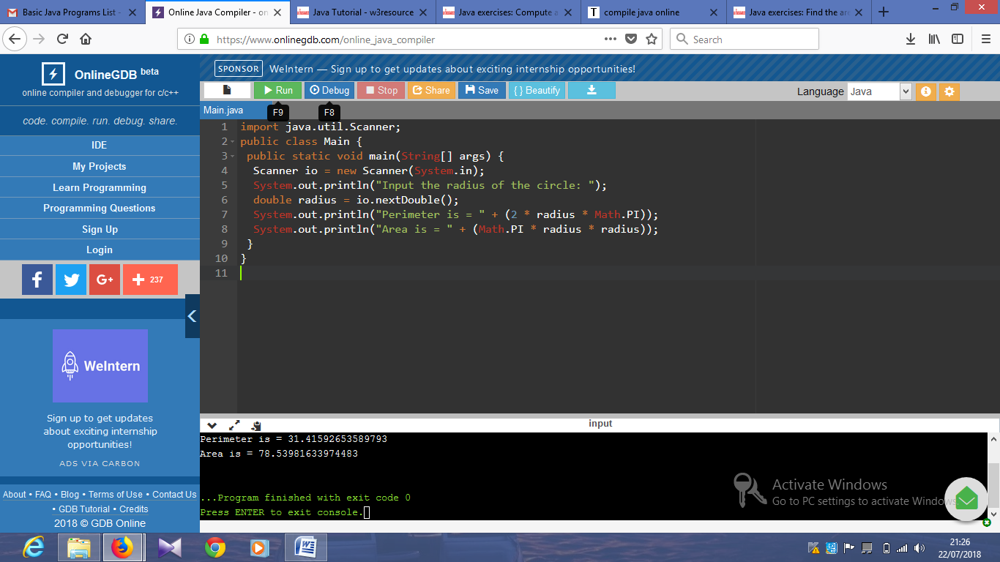 Basic Java Programs List -
Online Java Compiler - on
Java Tutorial - w3resource
Java exercises: Compute a
compile java online
Java exercises: Find the are
https://www.onlinegdb.com/online_java_compiler
Search
OnlineGDB beta
online compiler and debugger for c/c++
code. compile. run. debug. share.
IDE
My Projects
Learn Programming
Programming Questions
Sign Up
Login
237
WeIntern
Sign up to get updates
about exciting internship
opportunities!
ADS VIA CARBON
About • FAQ • Blog • Terms of Use • Contact Us
• GDB Tutorial • Credits
2018 © GDB Online
SPONSOR WeIntern — Sign up to get updates about exciting internship opportunities!
Run Debug Stop Share Save { } Beautify
Language Java
Main.java
F9 F8
1 import java.util.Scanner;
2 public class Main {
3 public static void main(String[] args) {
4 Scanner io = new Scanner(System.in);
5 System.out.println("Input the radius of the circle: ");
6 double radius = io.nextDouble();
7 System.out.println("Perimeter is = " + (2 * radius * Math.PI));
8 System.out.println("Area is = " + (Math.PI * radius * radius));
9 }
10 }
11
input
Perimeter is = 31.41592653589793
Area is = 78.53981633974483
...Program finished with exit code 0
Press ENTER to exit console.
Activate Windows
Go to PC settings to activate Windows.
21:26
22/07/2018